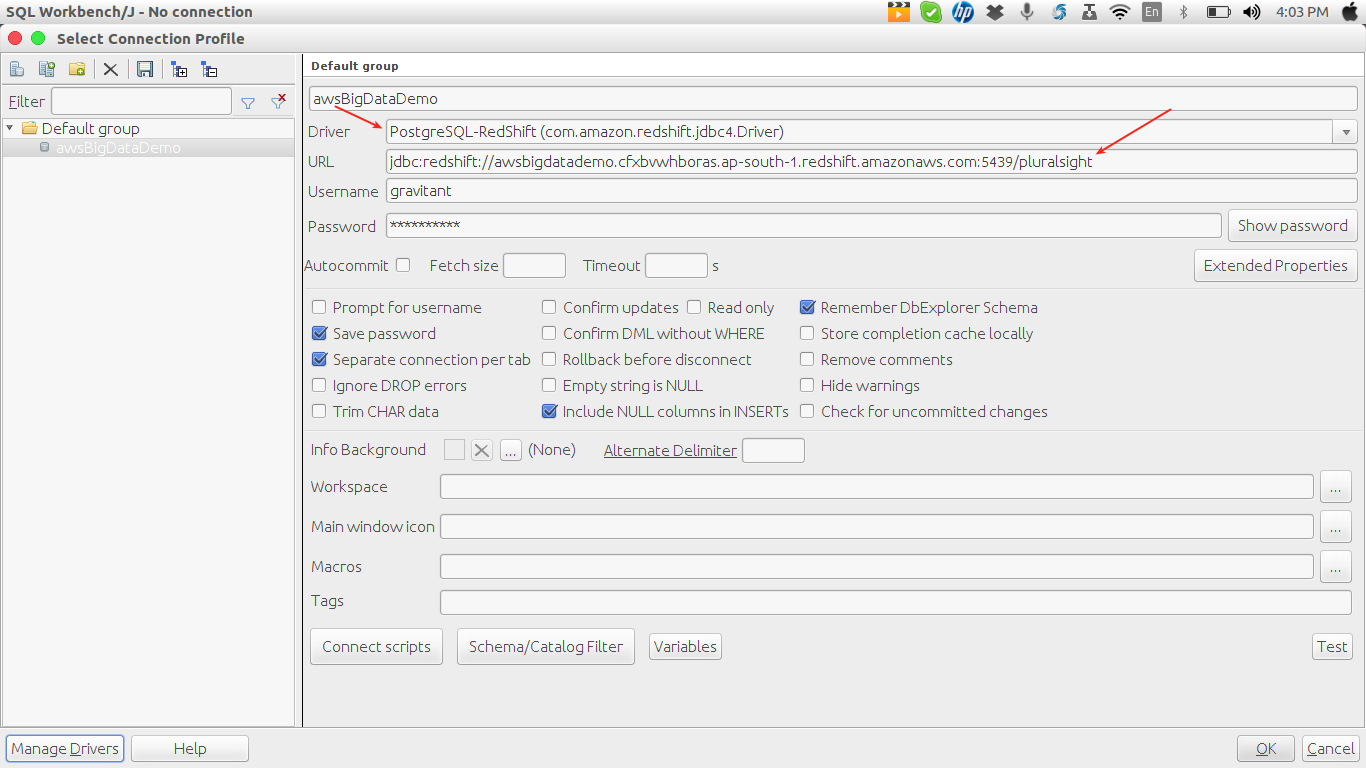 SQL Workbench/J - No connection
En
4:03 PM
Select Connection Profile
Filter
Default group
awsBigDataDemo
Default group
awsBigDataDemo
Driver PostgreSQL-RedShift (com.amazon.redshift.jdbc4.Driver)
URL jdbc:redshift://awsbigdatademo.cfxbvwhboras.ap-south-1.redshift.amazonaws.com:5439/pluralsight
Username gravitant
Password ********** Show password
Autocommit Fetch size Timeout s Extended Properties
Prompt for username Confirm updates Read only Remember DbExplorer Schema
Save password Confirm DML without WHERE Store completion cache locally
Separate connection per tab Rollback before disconnect Remove comments
Ignore DROP errors Empty string is NULL Hide warnings
Trim CHAR data Include NULL columns in INSERTs Check for uncommitted changes
Info Background ... (None) Alternate Delimiter
Workspace ...
Main window icon ...
Macros ...
Tags
Connect scripts Schema/Catalog Filter Variables Test
Manage Drivers Help OK Cancel